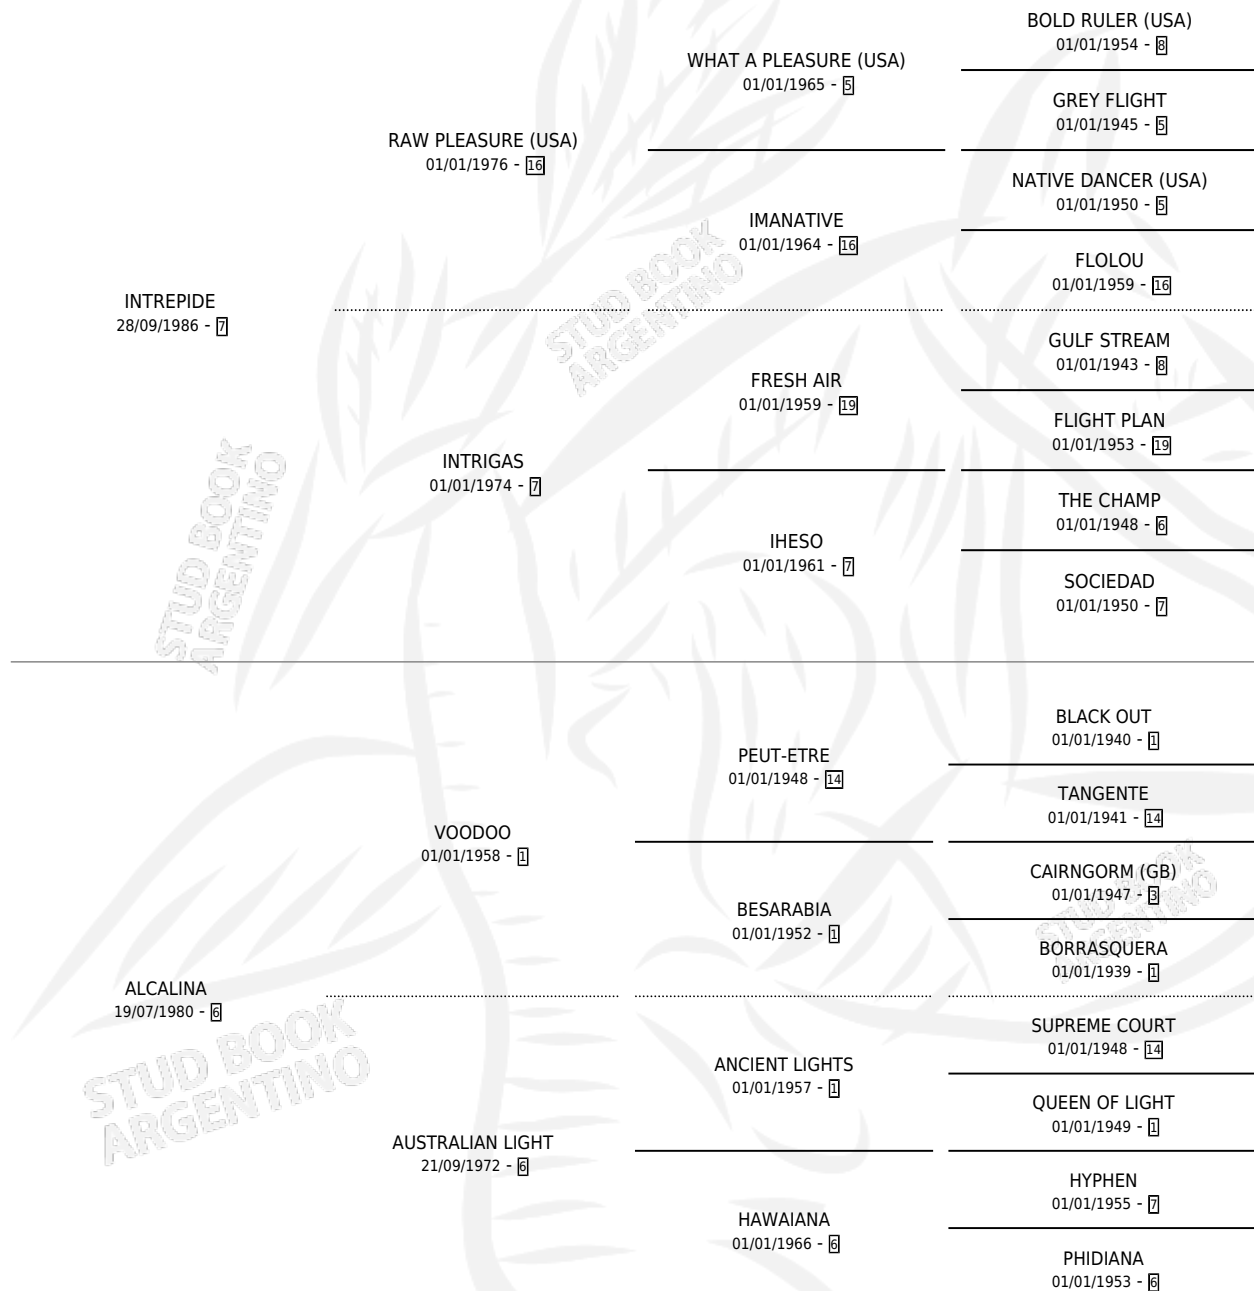 BOLD RULER (USA)
01/01/1954 - 8
WHAT A PLEASURE (USA)
01/01/1965 - 5
GREY FLIGHT
01/01/1945 - 5
RAW PLEASURE (USA)
01/01/1976 - 16
NATIVE DANCER (USA)
01/01/1950 - 5
IMANATIVE
01/01/1964 - 16
FLOLOU
01/01/1959 - 16
INTREPIDE
28/09/1986 - 7
GULF STREAM
01/01/1943 - 8
FRESH AIR
01/01/1959 - 19
FLIGHT PLAN
01/01/1953 - 19
INTRIGAS
01/01/1974 - 7
THE CHAMP
01/01/1948 - 6
IHESO
01/01/1961 - 7
SOCIEDAD
01/01/1950 - 7
BLACK OUT
01/01/1940 - 1
PEUT-ETRE
01/01/1948 - 14
TANGENTE
01/01/1941 - 14
VOODOO
01/01/1958 - 1
CAIRNGORM (GB)
01/01/1947 - 3
BESARABIA
01/01/1952 - 1
BORRASQUERA
01/01/1939 - 1
ALCALINA
19/07/1980 - 6
SUPREME COURT
01/01/1948 - 14
ANCIENT LIGHTS
01/01/1957 - 1
QUEEN OF LIGHT
01/01/1949 - 1
AUSTRALIAN LIGHT
21/09/1972 - 6
HYPHEN
01/01/1955 - 7
HAWAIANA
01/01/1966 - 6
PHIDIANA
01/01/1953 - 6
STUD BOOK
ARGENTINO
STUD BOOK
ARGENTINO
STUD BOOK
ARGENTINO
STUD BOOK
ARGENTINO